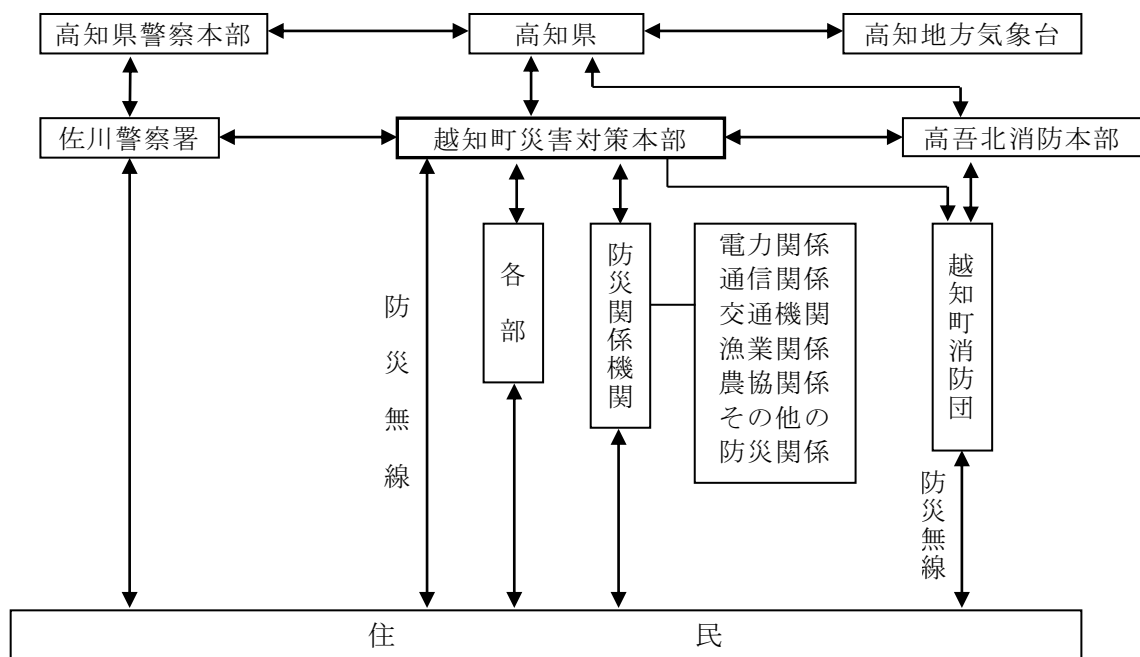 高知県警察本部
高知県
高知地方気象台
佐川警察署
越知町災害対策本部
高吾北消防本部
防災無線
各部
防災関係機関
電力関係
通信関係
交通機関
漁業関係
農協関係
その他の
防災関係
越知町消防団
防災無線
住民